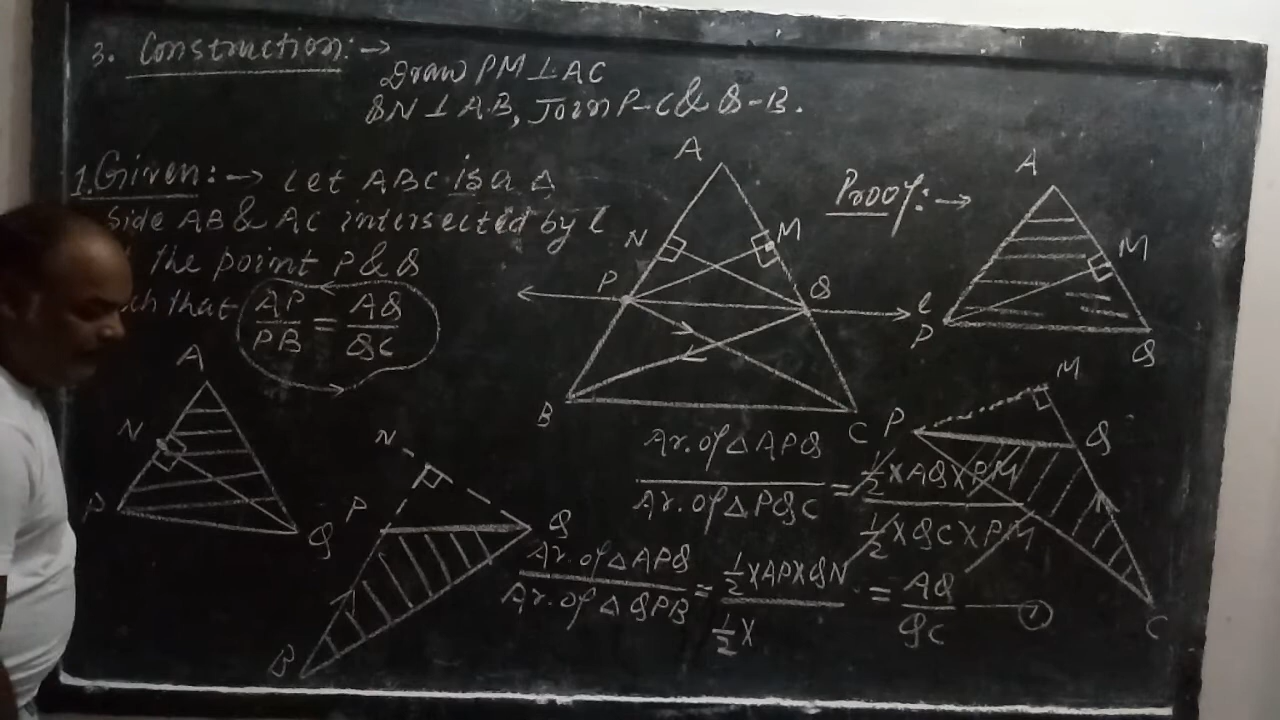 3. Construction:→
Draw PM⊥AC
QN⊥AB, Join P-C & Q-B.
1. Given:→ Let ABC is a △
Side AB & AC intersected by l
the point P & Q
that AP/PB = AQ/QC
Proof:→
A
N
M
P
Q
l
B
C
A
M
P
Q
A
N
P
Q
N
P
Q
B
M
P
Q
C
Ar. of △APQ / Ar. of △PQC = ½×AQ×PM / ½×QC×PM
= AQ/QC — ①
Ar. of △APQ / Ar. of △QPB = ½×AP×QN / ½×